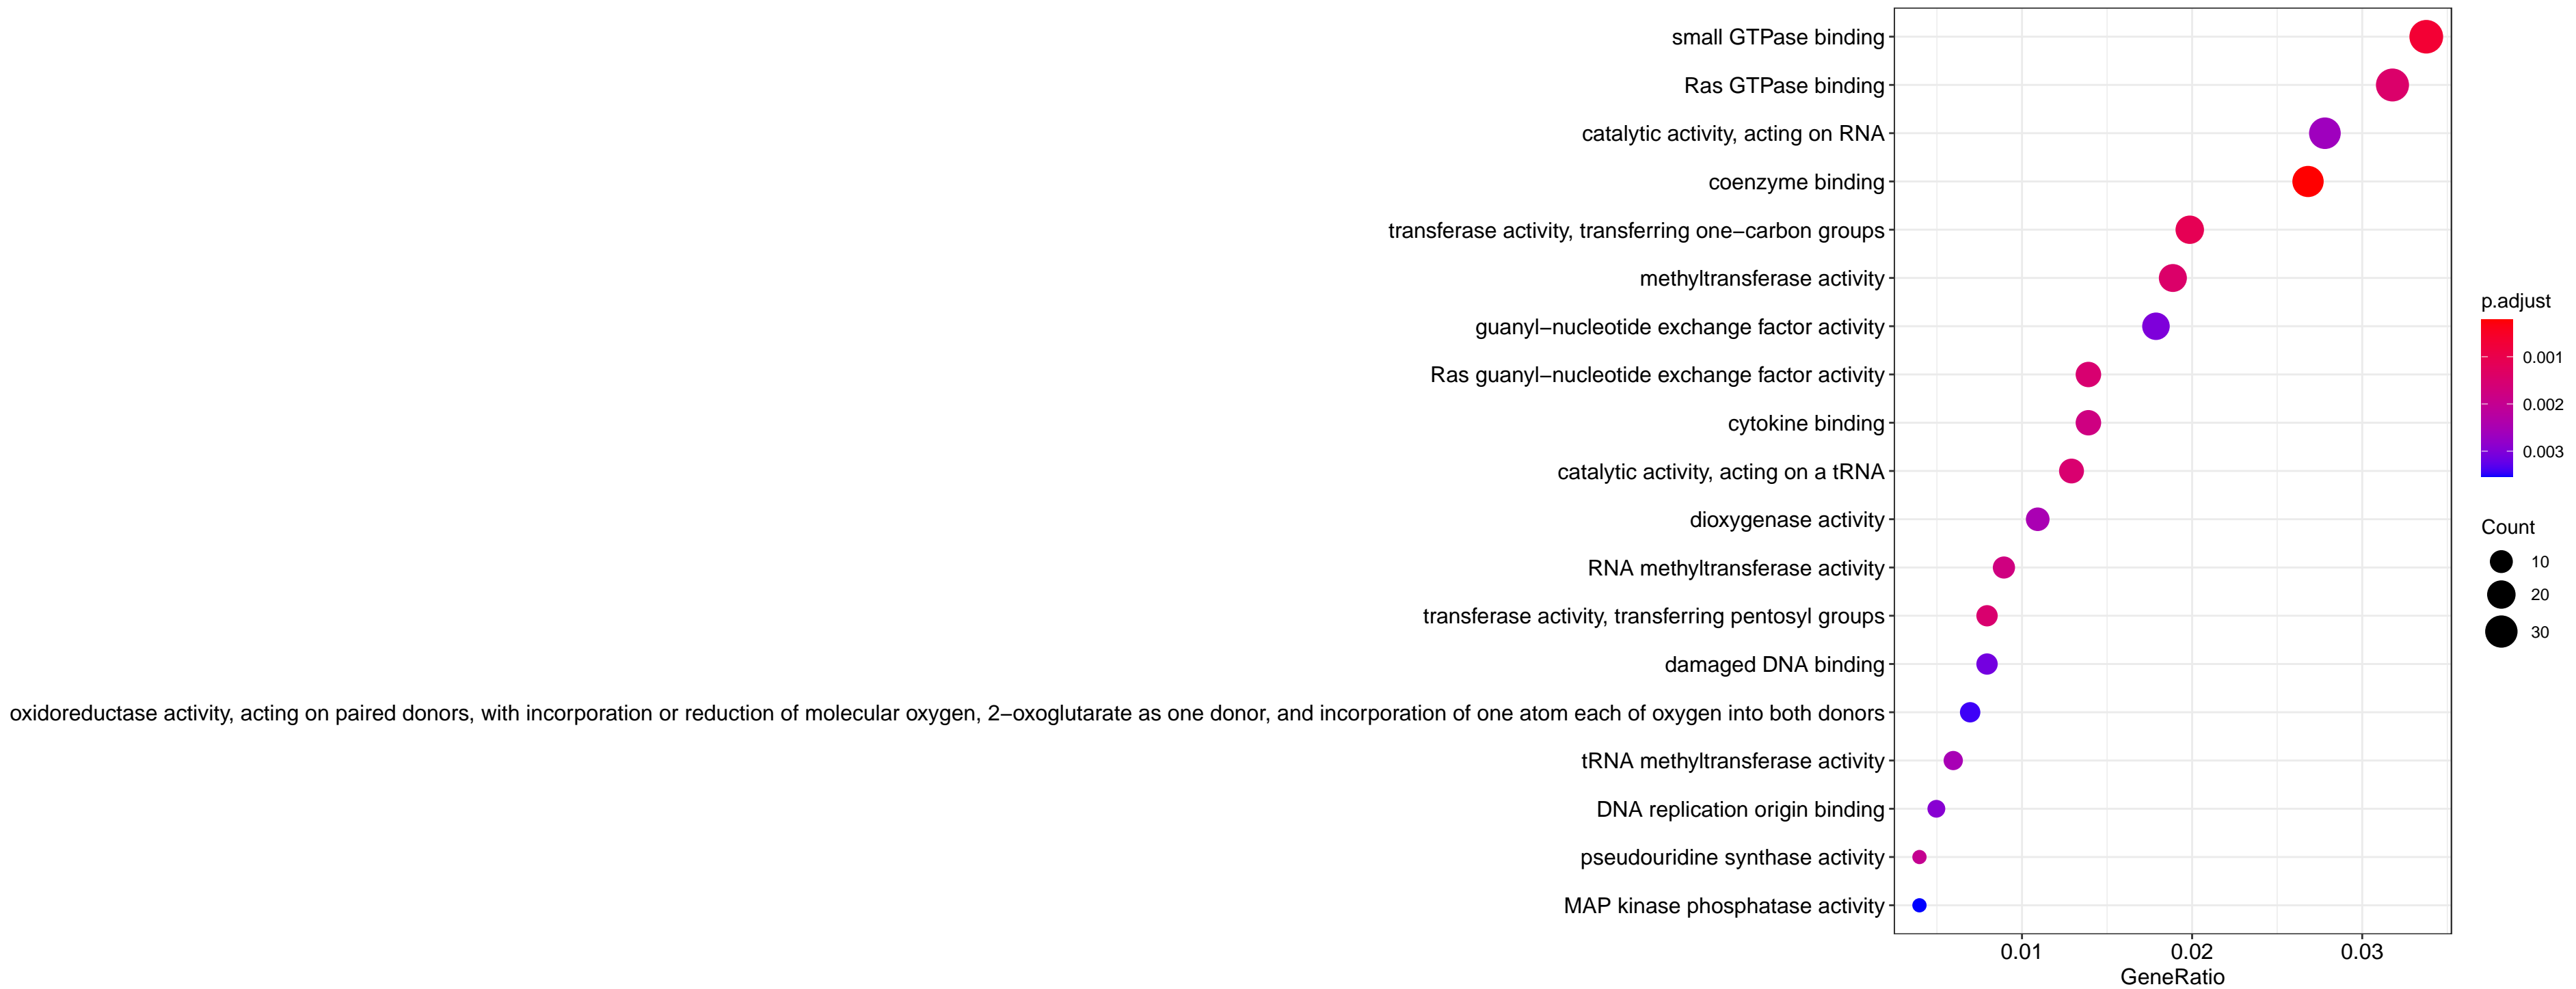 small GTPase binding
Ras GTPase binding
catalytic activity, acting on RNA
coenzyme binding
transferase activity, transferring one−carbon groups
methyltransferase activity
guanyl−nucleotide exchange factor activity
Ras guanyl−nucleotide exchange factor activity
cytokine binding
catalytic activity, acting on a tRNA
dioxygenase activity
RNA methyltransferase activity
transferase activity, transferring pentosyl groups
damaged DNA binding
oxidoreductase activity, acting on paired donors, with incorporation or reduction of molecular oxygen, 2−oxoglutarate as one donor, and incorporation of one atom each of oxygen into both donors
tRNA methyltransferase activity
DNA replication origin binding
pseudouridine synthase activity
MAP kinase phosphatase activity
0.01 0.02 0.03
GeneRatio
p.adjust
0.001
0.002
0.003
Count
10
20
30